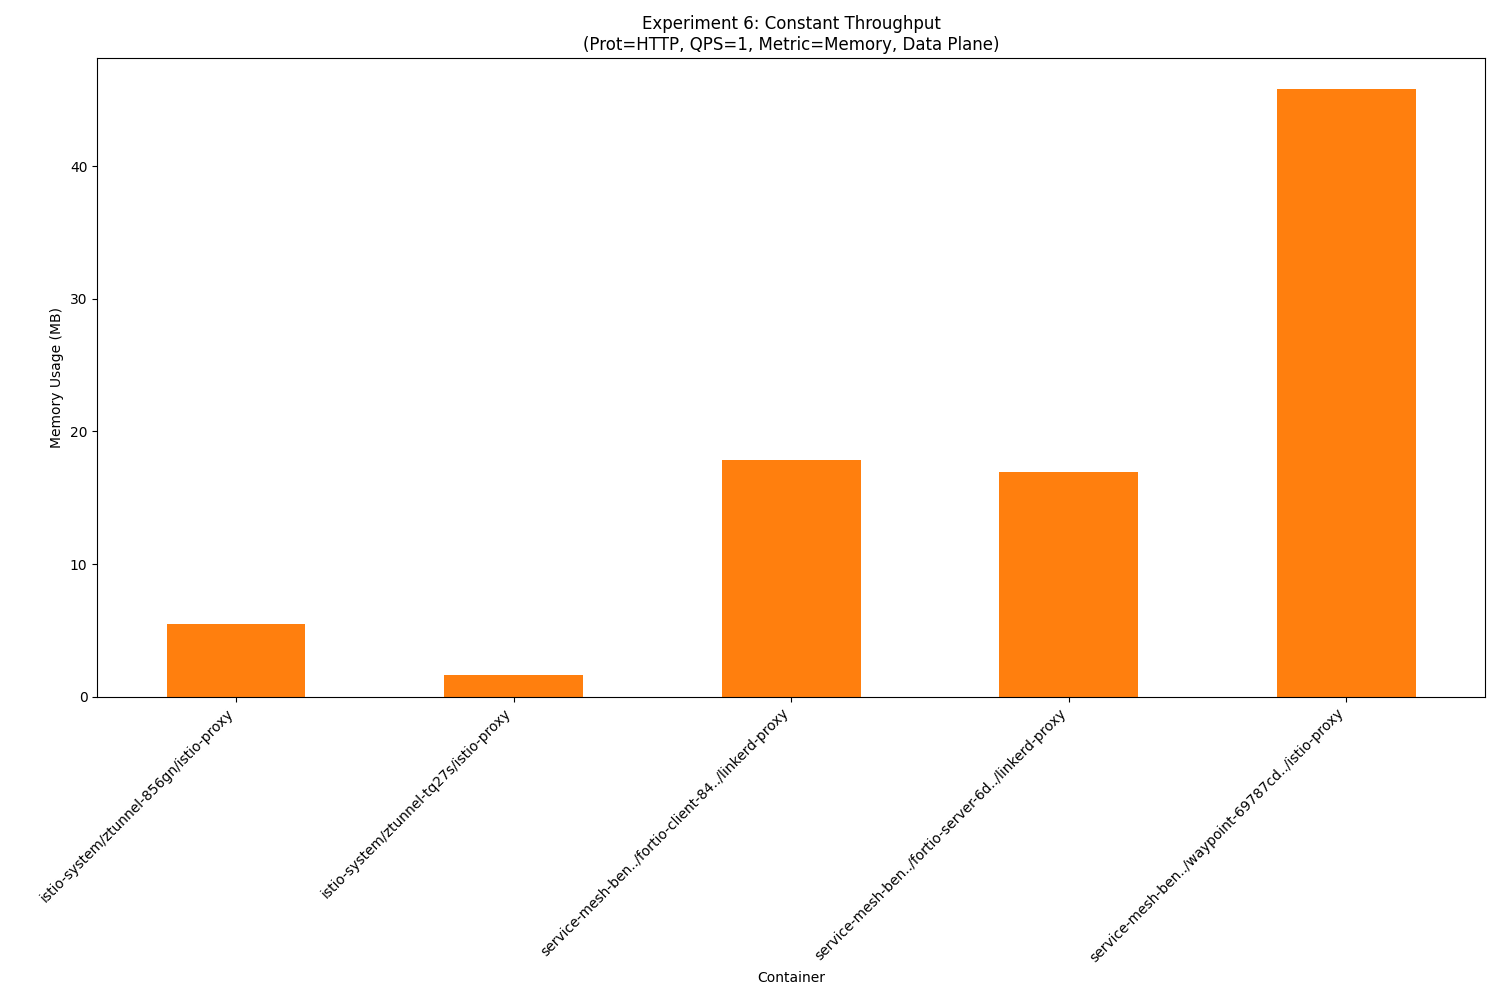 Experiment 6: Constant Throughput
(Prot=HTTP, QPS=1, Metric=Memory, Data Plane)
Memory Usage (MB)
40
30
20
10
0
istio-system/ztunnel-856gn/istio-proxy
istio-system/ztunnel-tq27s/istio-proxy
service-mesh-ben../fortio-client-84../linkerd-proxy
service-mesh-ben../fortio-server-6d../linkerd-proxy
service-mesh-ben../waypoint-69787cd../istio-proxy
Container